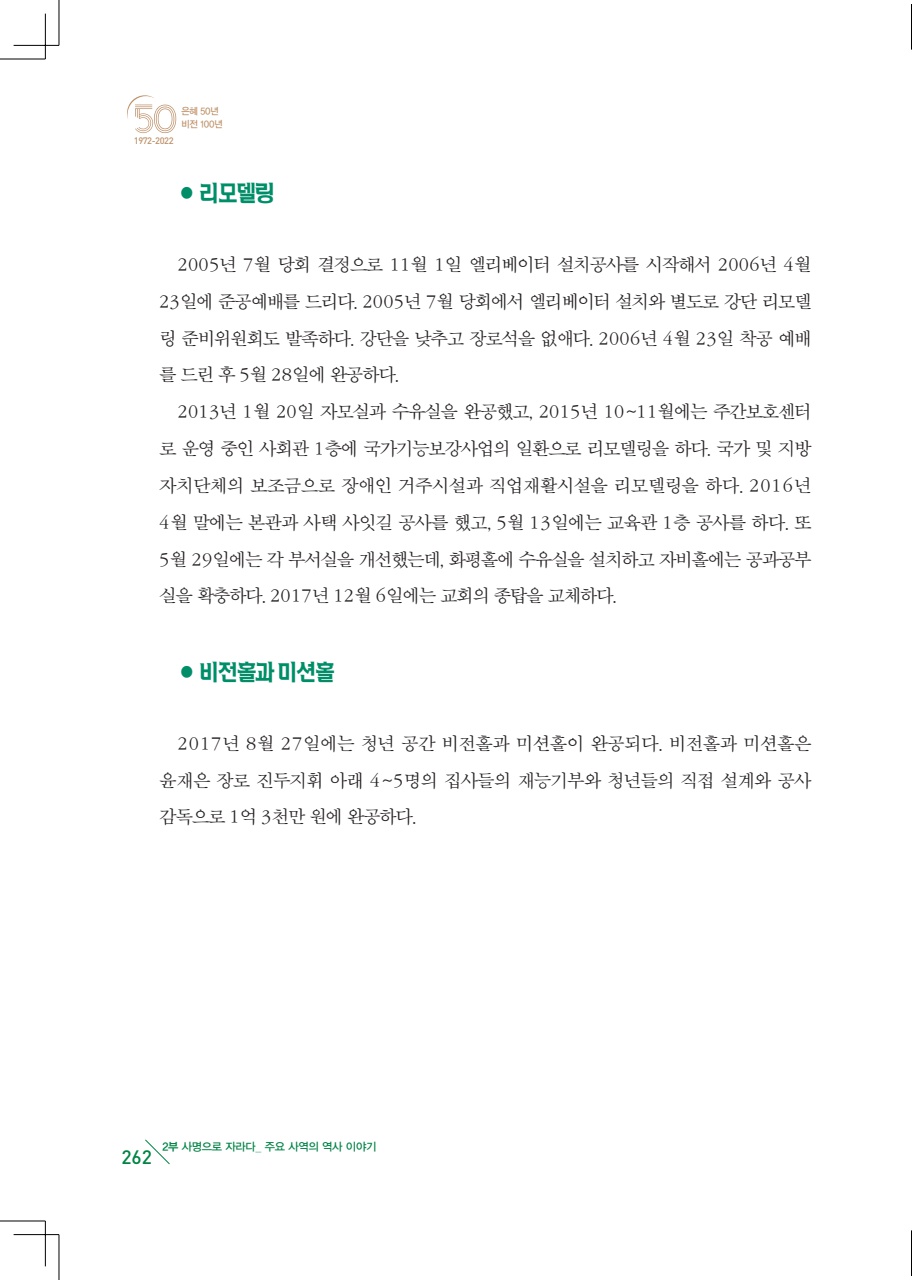 50 은혜 50년
비전 100년
1972-2022
● 리모델링
2005년 7월 당회 결정으로 11월 1일 엘리베이터 설치공사를 시작해서 2006년 4월
23일에 준공예배를 드리다. 2005년 7월 당회에서 엘리베이터 설치와 별도로 강단 리모델
링 준비위원회도 발족하다. 강단을 낮추고 장로석을 없애다. 2006년 4월 23일 착공 예배
를 드린 후 5월 28일에 완공하다.
2013년 1월 20일 자모실과 수유실을 완공했고, 2015년 10~11월에는 주간보호센터
로 운영 중인 사회관 1층에 국가기능보강사업의 일환으로 리모델링을 하다. 국가 및 지방
자치단체의 보조금으로 장애인 거주시설과 직업재활시설을 리모델링을 하다. 2016년
4월 말에는 본관과 사택 사잇길 공사를 했고, 5월 13일에는 교육관 1층 공사를 하다. 또
5월 29일에는 각 부서실을 개선했는데, 화평홀에 수유실을 설치하고 자비홀에는 공과공부
실을 확충하다. 2017년 12월 6일에는 교회의 종탑을 교체하다.
● 비전홀과 미션홀
2017년 8월 27일에는 청년 공간 비전홀과 미션홀이 완공되다. 비전홀과 미션홀은
윤재은 장로 진두지휘 아래 4~5명의 집사들의 재능기부와 청년들의 직접 설계와 공사
감독으로 1억 3천만 원에 완공하다.
262 2부 사명으로 자라다_ 주요 사역의 역사 이야기